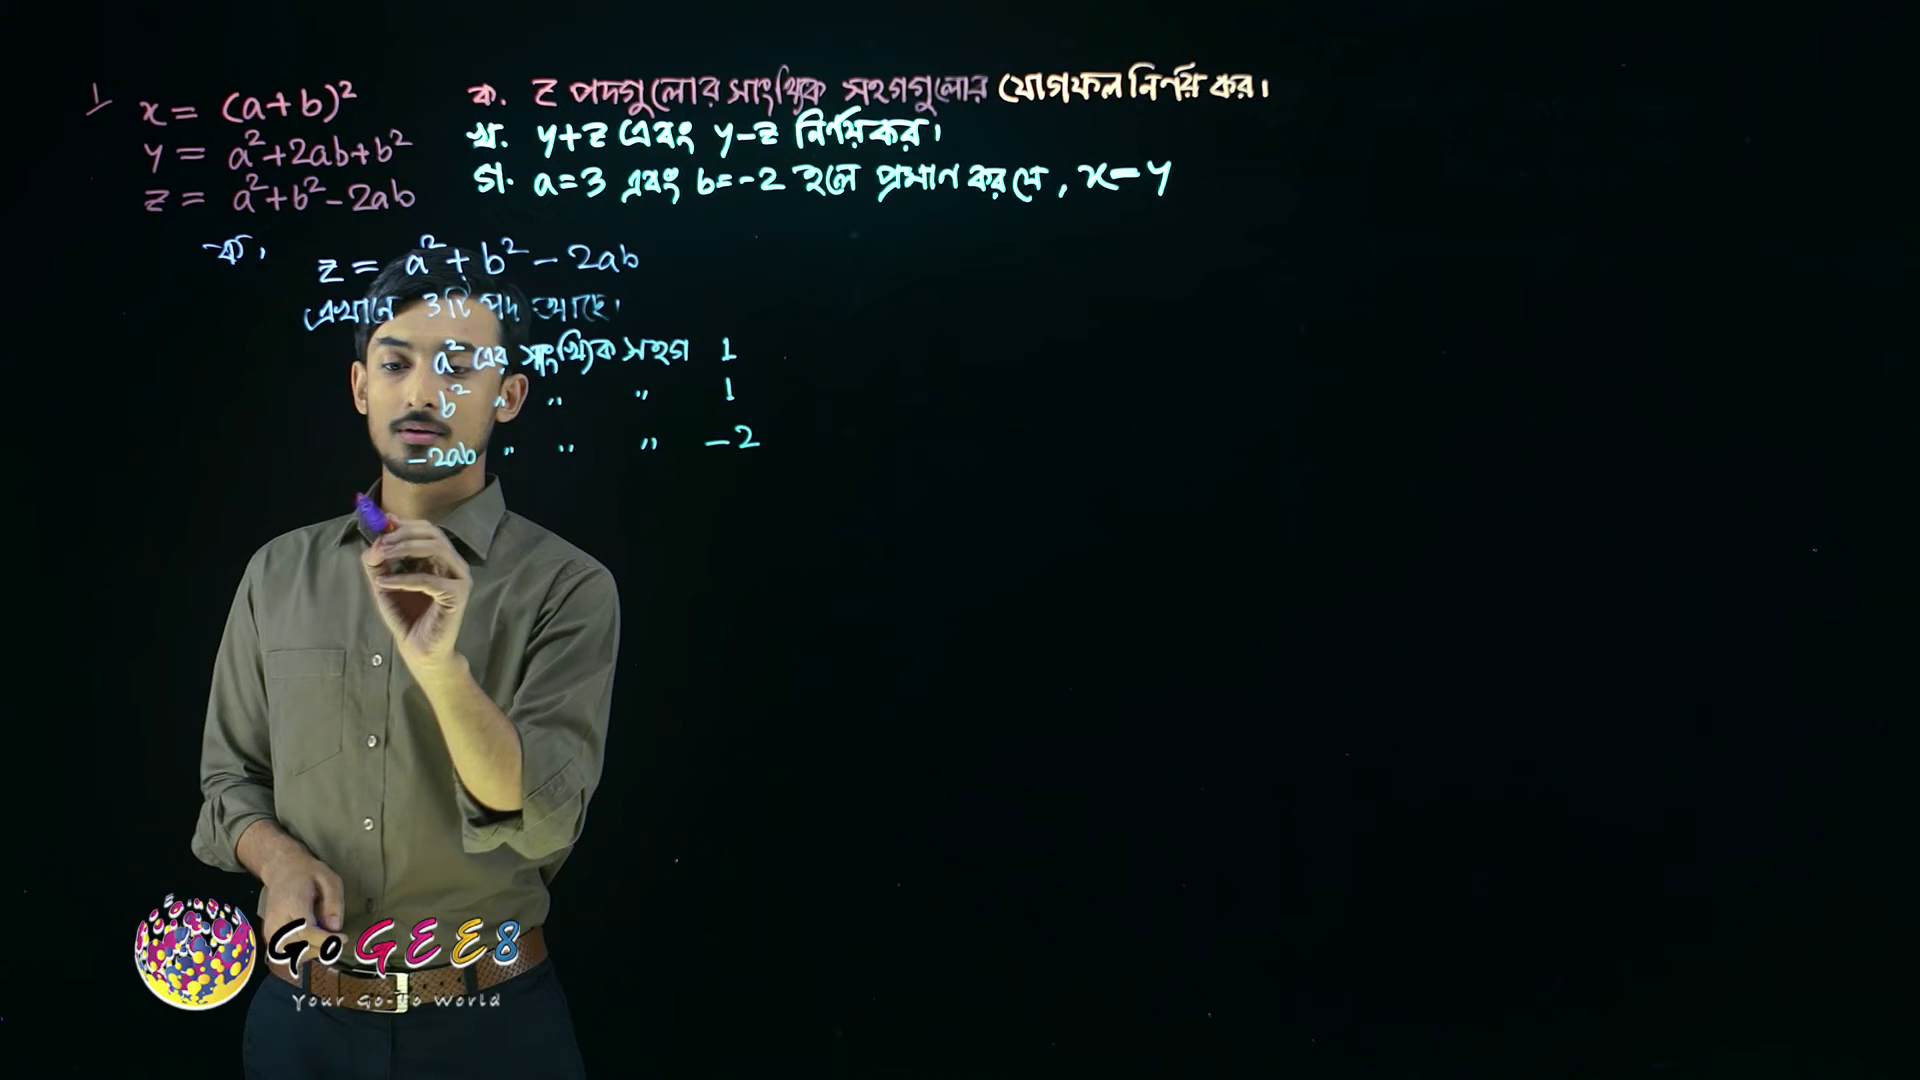 1
x = (a+b)²
y = a²+2ab+b²
z = a²+b²-2ab
ক. z পদগুলোর সাংখ্যিক সহগগুলোর যোগফল নির্ণয় কর।
খ. y+z এবং y-z নির্ণয় কর।
গ. a=3 এবং b=-2 হলে প্রমাণ কর যে, x=y
ক.
z = a²+b²-2ab
এখানে 3টি পদ আছে।
a² এর সাংখ্যিক সহগ 1
b² " " " 1
-2ab " " " -2
GoGEE8
Your Go-To World